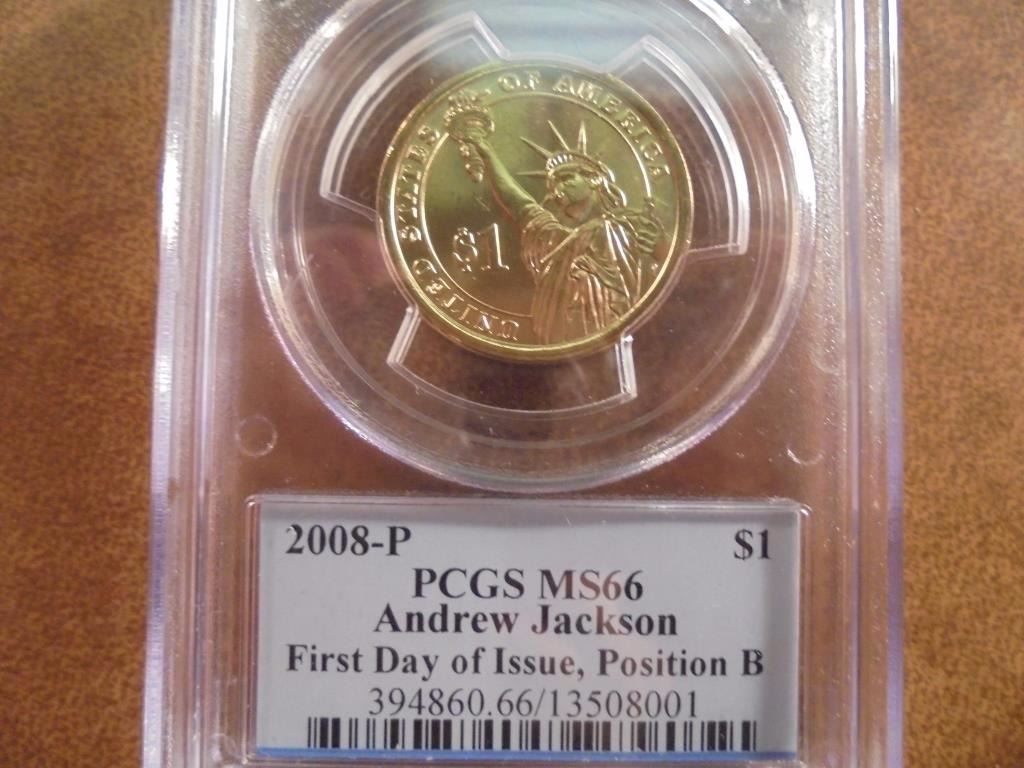 UNITED STATES OF AMERICA
$1
2008-P $1
PCGS MS66
Andrew Jackson
First Day of Issue, Position B
394860.66/13508001